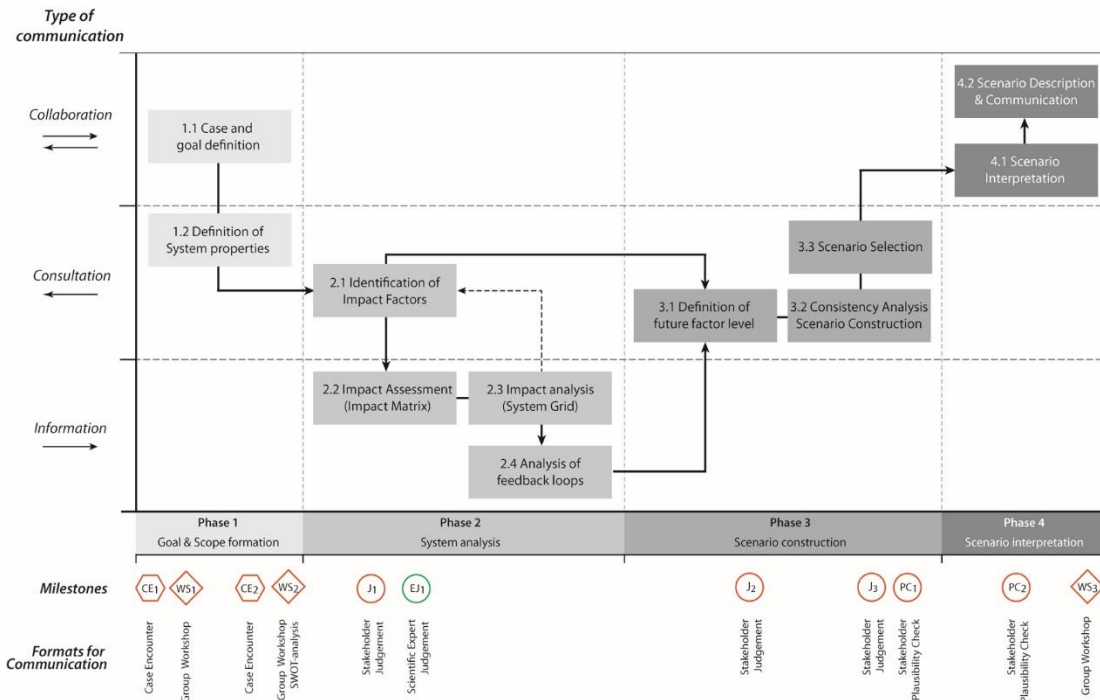 Type of
communication
Collaboration
Consultation
Information
1.1 Case and
goal definition
1.2 Definition of
System properties
2.1 Identification of
Impact Factors
2.2 Impact Assessment
(Impact Matrix)
2.3 Impact analysis
(System Grid)
2.4 Analysis of
feedback loops
3.1 Definition of
future factor level
3.2 Consistency Analysis
Scenario Construction
3.3 Scenario Selection
4.2 Scenario Description
& Communication
4.1 Scenario
Interpretation
Phase 1
Goal & Scope formation
Phase 2
System analysis
Phase 3
Scenario construction
Phase 4
Scenario interpretation
Milestones
CE1
WS1
CE2
WS2
J1
EJ1
J2
J3
PC1
PC2
WS3
Formats for
Communication
Case Encounter
Group Workshop
Case Encounter
Group Workshop
SWOT-analysis
Stakeholder
Judgement
Scientific Expert
Judgement
Stakeholder
Judgement
Stakeholder
Judgement
Stakeholder
Plausibility Check
Stakeholder
Plausibility Check
Group Workshop